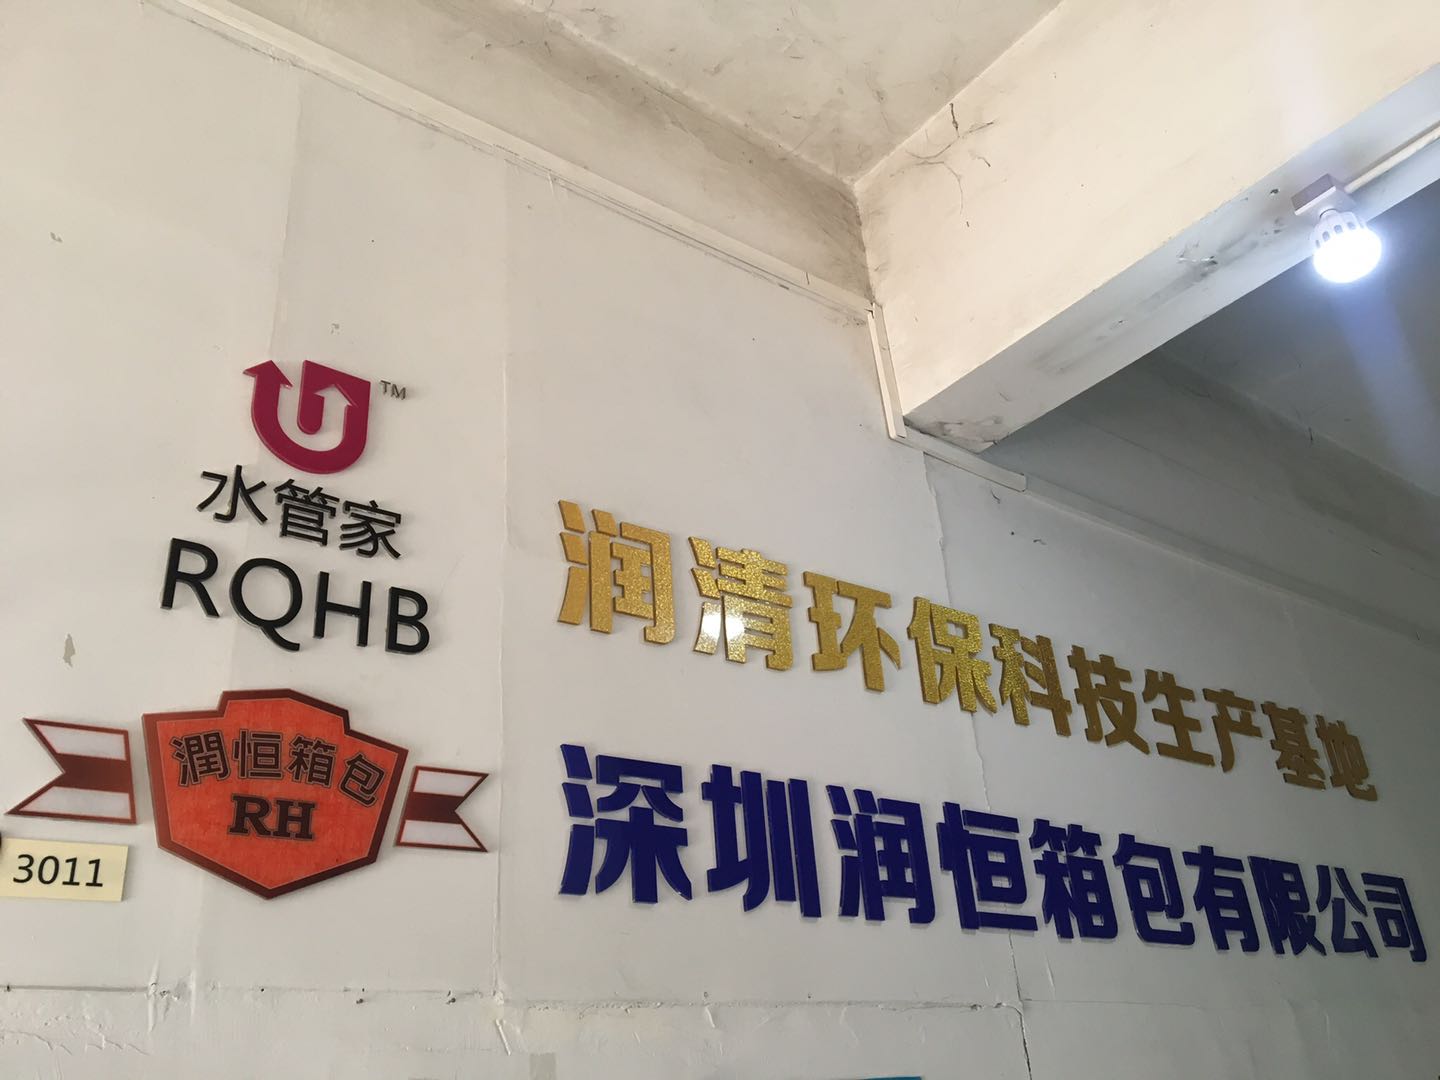 TM
水管家
RQHB
潤恒箱包
RH
3011
润清环保科技生产基地
深圳润恒箱包有限公司